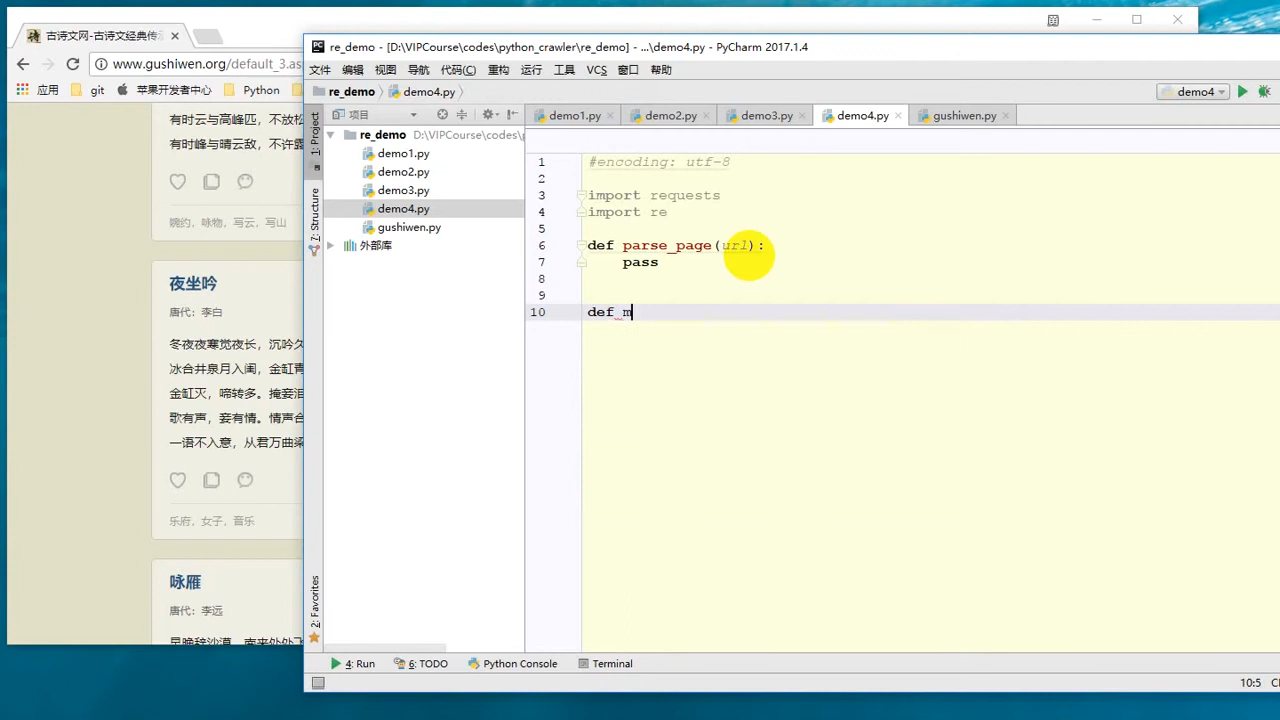 古诗文网-古诗文经典传
www.gushiwen.org/default_3.as
应用 git 苹果开发者中心 Python
有时云与高峰匹，不放松
有时峰与晴云敌，不许露
婉约，咏物，写云，写山
夜坐吟
唐代：李白
冬夜夜寒觉夜长，沉吟久
冰合井泉月入闺，金缸青
金缸灭，啼转多。掩妾泪
歌有声，妾有情。情声合
一语不入意，从君万曲梁
乐府，女子，音乐
咏雁
唐代：李远
re_demo - [D:\VIPCourse\codes\python_crawler\re_demo] - ...\demo4.py - PyCharm 2017.1.4
文件 编辑 视图 导航 代码(C) 重构 运行 工具 VCS 窗口 帮助
re_demo demo4.py
demo4
项目
demo1.py demo2.py demo3.py demo4.py gushiwen.py
1: Project
7: Structure
2: Favorites
re_demo D:\VIPCourse\codes\p
demo1.py
demo2.py
demo3.py
demo4.py
gushiwen.py
外部库
1 #encoding: utf-8
2
3 import requests
4 import re
5
6 def parse_page(url):
7 pass
8
9
10 def m
4: Run 6: TODO Python Console Terminal
10:5